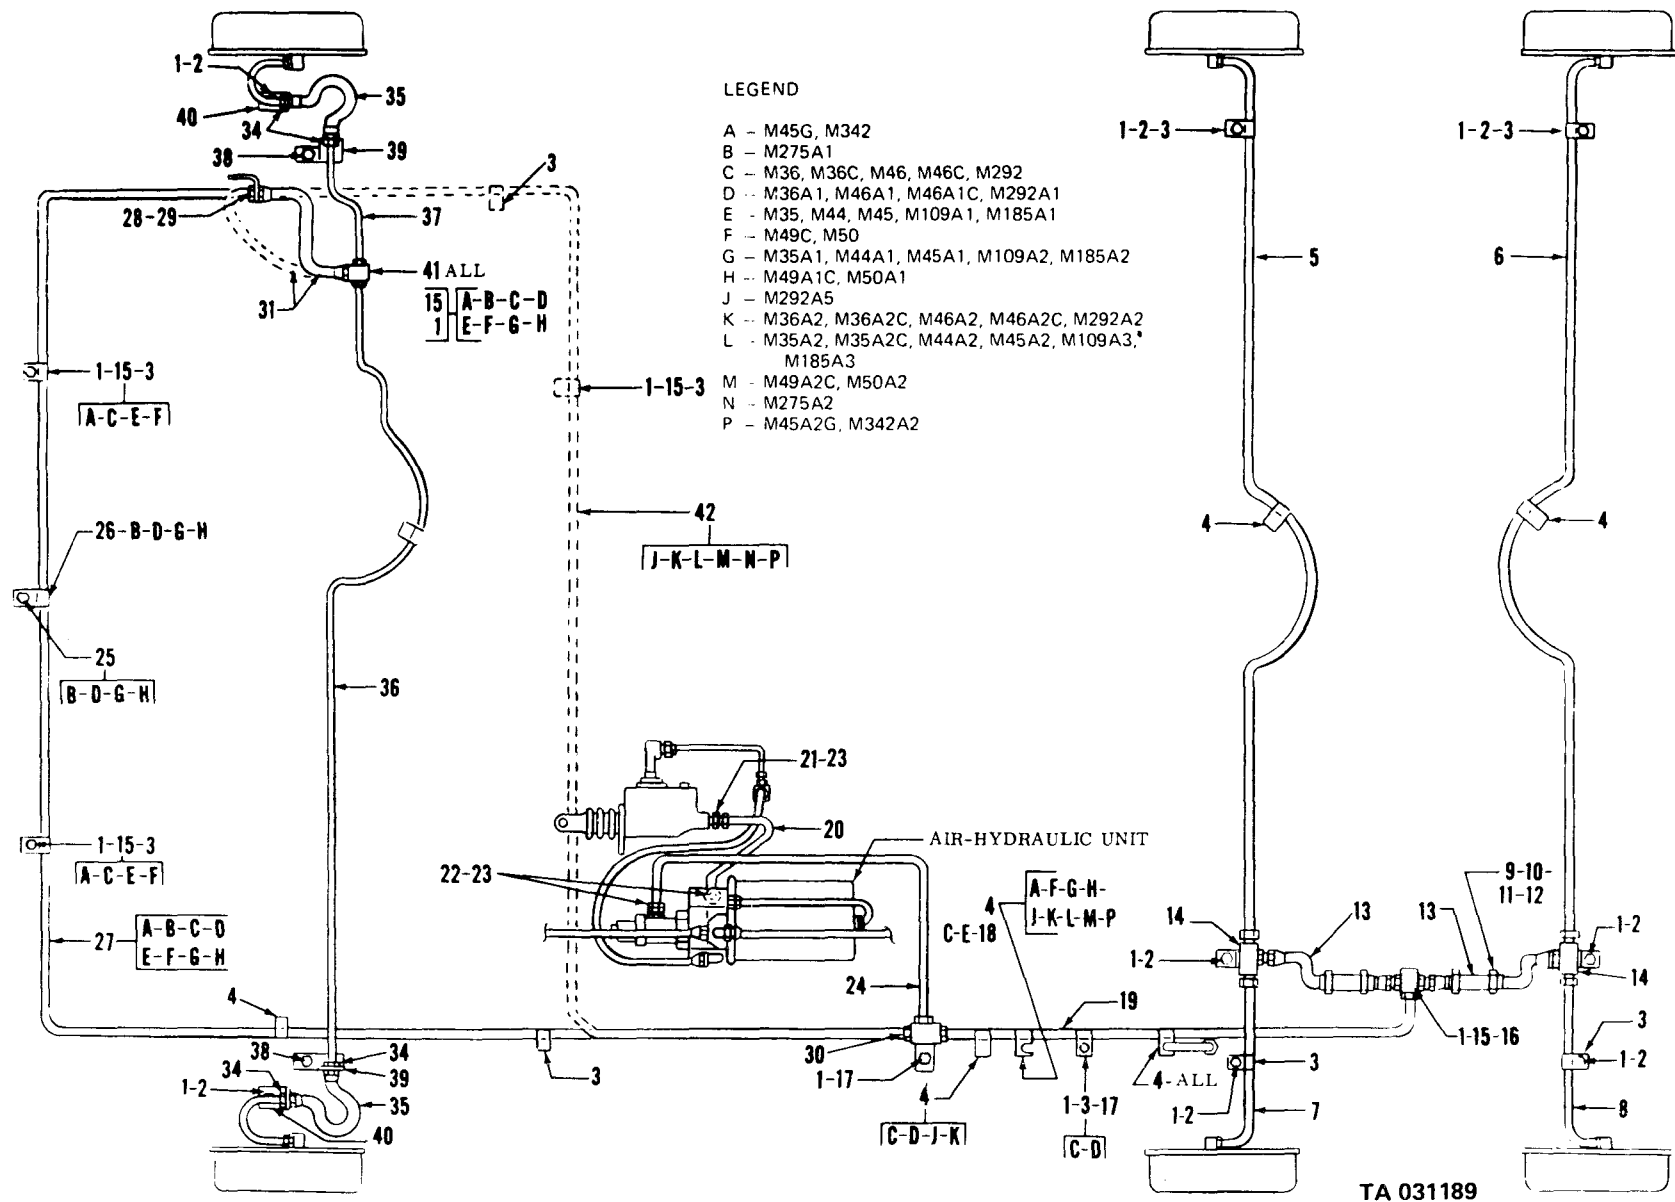 1-2
35
40
34
38
39
28-29
37
3
41 ALL
15 A-B-C-D
1 E-F-G-H
31
1-15-3
A-C-E-F
1-15-3
26-B-D-G-H
42
J-K-L-M-N-P
25
B-D-G-H
36
1-15-3
A-C-E-F
27
A-B-C-D
E-F-G-H
4
38
34
39
34
1-2
35
40
3
LEGEND
A - M45G, M342
B - M275A1
C - M36, M36C, M46, M46C, M292
D - M36A1, M46A1, M46A1C, M292A1
E - M35, M44, M45, M109A1, M185A1
F - M49C, M50
G - M35A1, M44A1, M45A1, M109A2, M185A2
H - M49A1C, M50A1
J - M292A5
K - M36A2, M36A2C, M46A2, M46A2C, M292A2
L - M35A2, M35A2C, M44A2, M45A2, M109A3,
M185A3
M - M49A2C, M50A2
N - M275A2
P - M45A2G, M342A2
21-23
20
AIR-HYDRAULIC UNIT
22-23
24
4
A-F-G-H-
J-K-L-M-P
C-E-18
30
1-17
4
C-D-J-K
19
1-3-17
C-D
4-ALL
1-2-3
1-2-3
5
6
4
4
9-10-
11-12
14
13
13
1-2
1-2
14
1-15-16
3
1-2
3
1-2
7
8
TA 031189